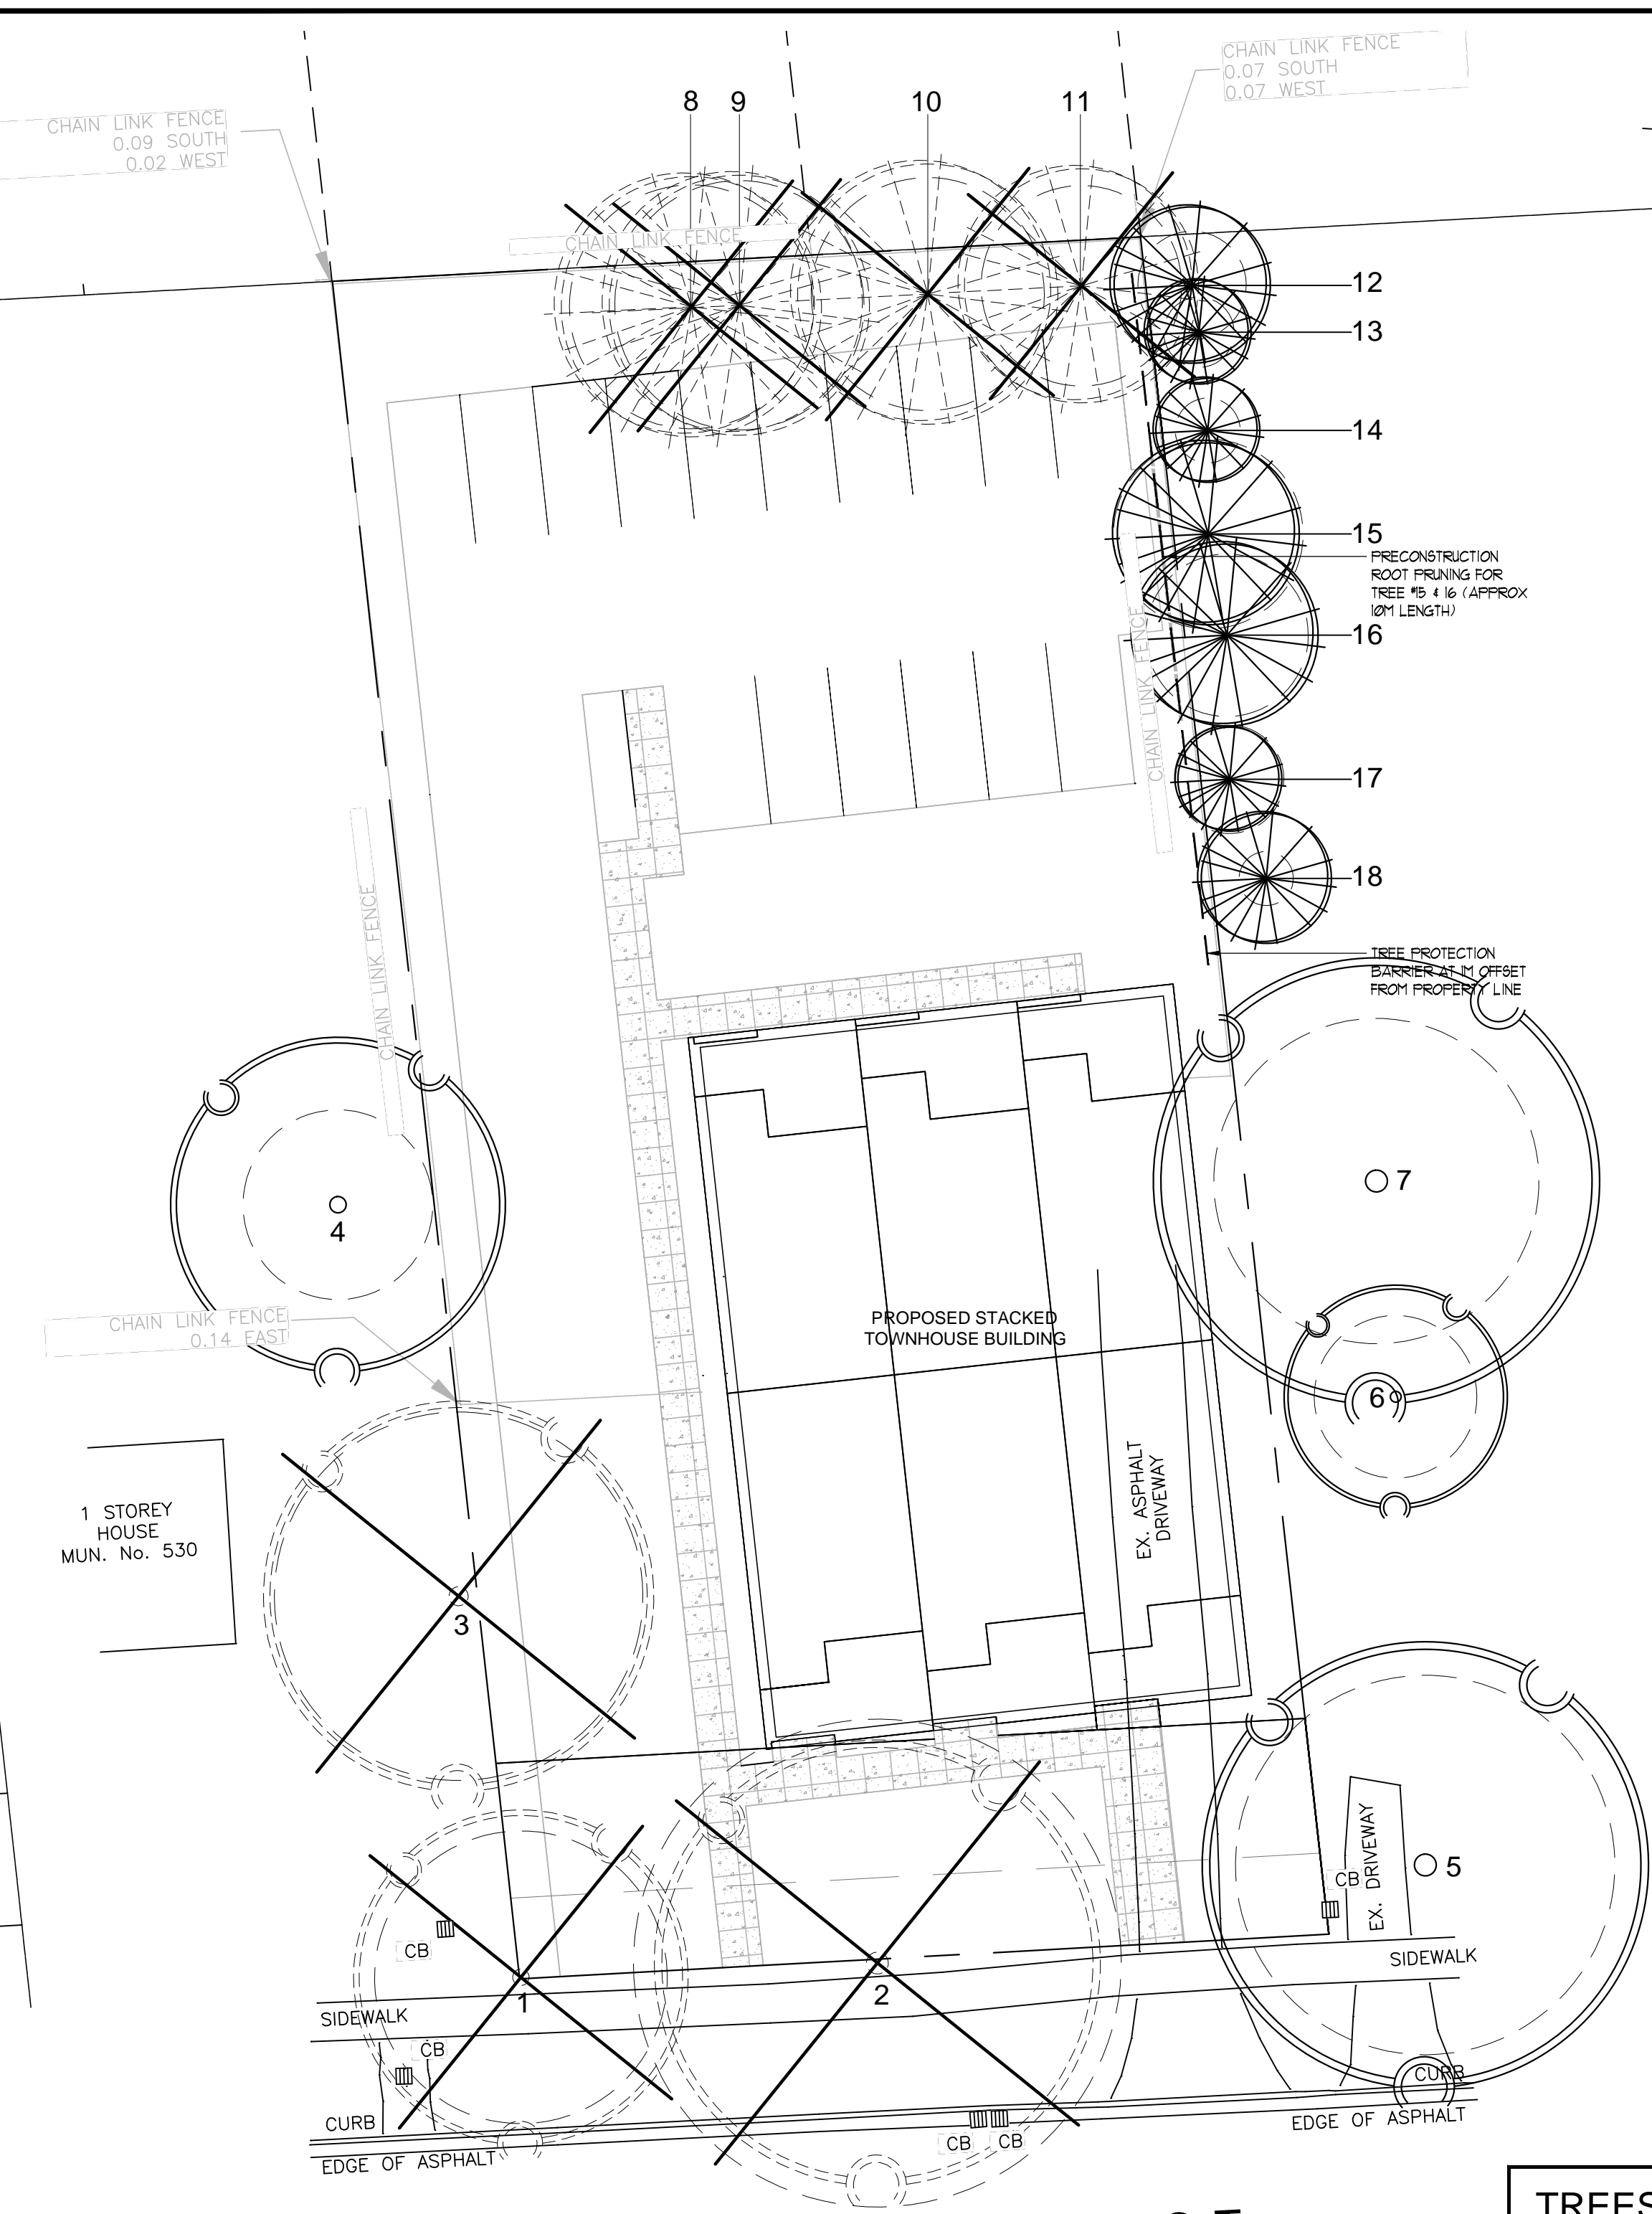 CHAIN LINK FENCE
0.07 SOUTH
0.07 WEST
CHAIN LINK FENCE
0.09 SOUTH
0.02 WEST
8
9
10
11
CHAIN LINK FENCE
12
13
14
15
PRECONSTRUCTION
ROOT PRUNING FOR
TREE #15 & 16 (APPROX
10M LENGTH)
16
CHAIN LINK FENCE
17
18
CHAIN LINK FENCE
TREE PROTECTION
BARRIER AT 1M OFFSET
FROM PROPERTY LINE
7
4
CHAIN LINK FENCE
0.14 EAST
PROPOSED STACKED
TOWNHOUSE BUILDING
6
EX. ASPHALT
DRIVEWAY
1 STOREY
HOUSE
MUN. No. 530
3
5
CB
EX. DRIVEWAY
CB
SIDEWALK
2
1
SIDEWALK
CB
CURB
CURB
EDGE OF ASPHALT
CB
CB
EDGE OF ASPHALT
TREES